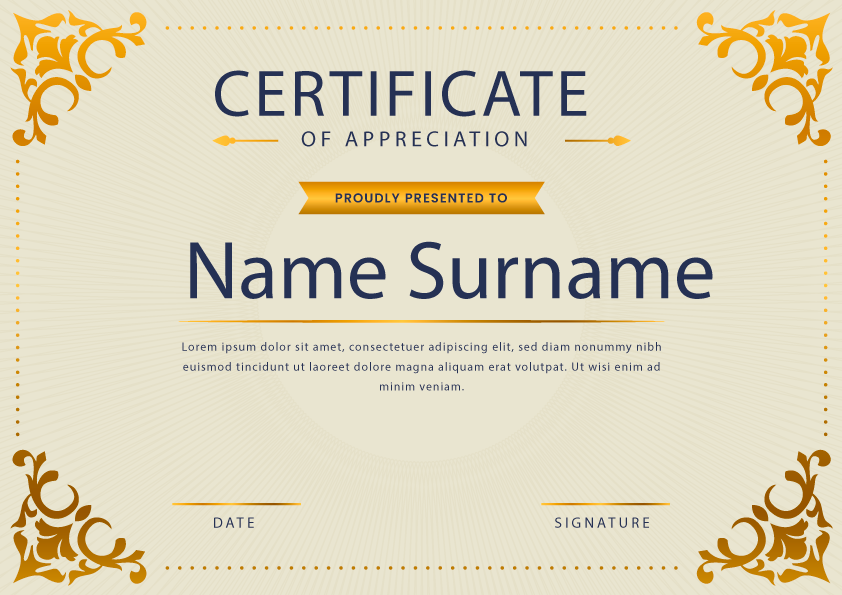 CERTIFICATE
OF APPRECIATION
PROUDLY PRESENTED TO
Name Surname
Lorem ipsum dolor sit amet, consectetuer adipiscing elit, sed diam nonummy nibh
euismod tincidunt ut laoreet dolore magna aliquam erat volutpat. Ut wisi enim ad
minim veniam.
DATE
SIGNATURE